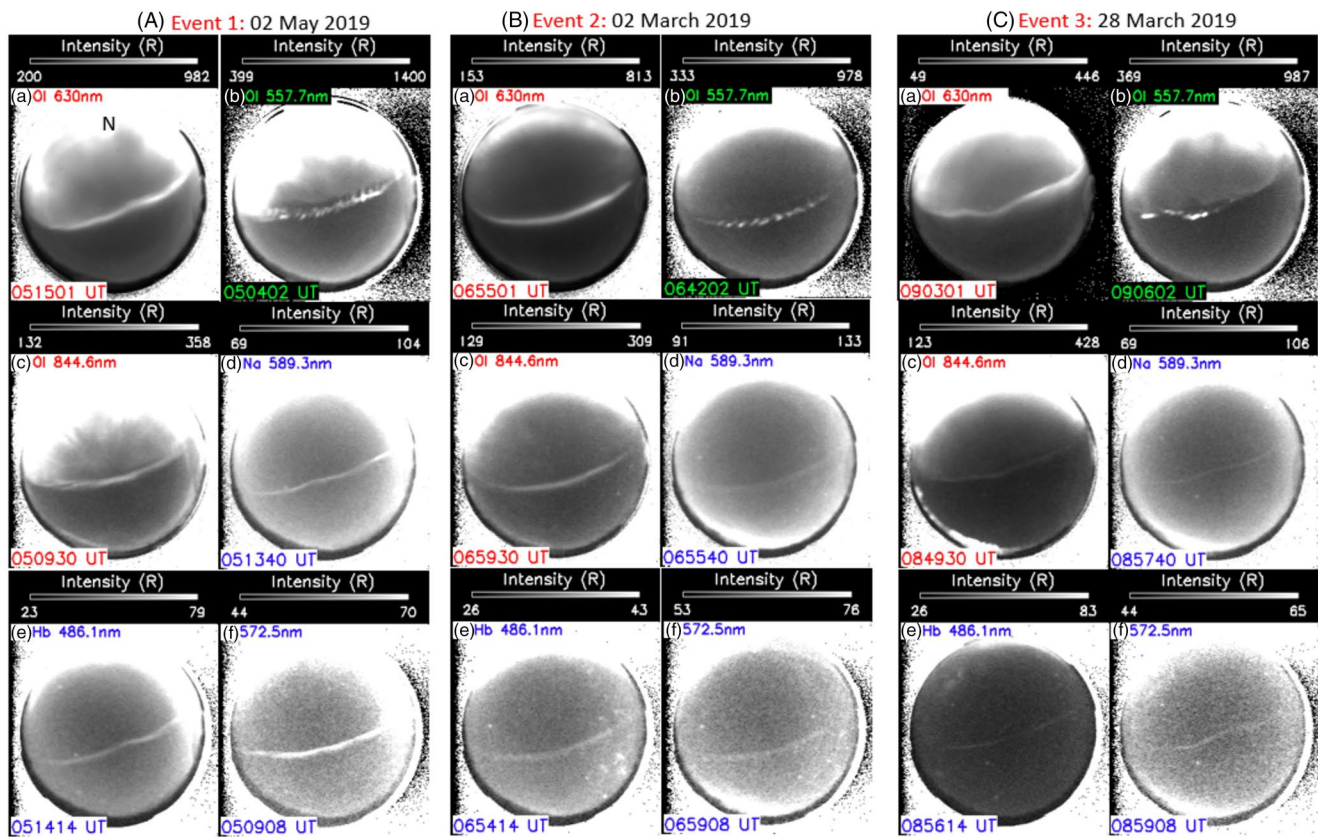 (A) Event 1: 02 May 2019
(B) Event 2: 02 March 2019
(C) Event 3: 28 March 2019
Intensity (R)
200 982
(a) OI 630nm
N
051501 UT
Intensity (R)
399 1400
(b) OI 557.7nm
050402 UT
Intensity (R)
153 813
(a) OI 630nm
065501 UT
Intensity (R)
333 978
(b) OI 557.7nm
064202 UT
Intensity (R)
49 446
(a) OI 630nm
090301 UT
Intensity (R)
369 987
(b) OI 557.7nm
090602 UT
Intensity (R)
132 358
(c) OI 844.6nm
050930 UT
Intensity (R)
69 104
(d) Na 589.3nm
051340 UT
Intensity (R)
129 309
(c) OI 844.6nm
065930 UT
Intensity (R)
91 133
(d) Na 589.3nm
065540 UT
Intensity (R)
123 428
(c) OI 844.6nm
084930 UT
Intensity (R)
69 106
(d) Na 589.3nm
085740 UT
Intensity (R)
23 79
(e) Hb 486.1nm
051414 UT
Intensity (R)
44 70
(f) 572.5nm
050908 UT
Intensity (R)
26 43
(e) Hb 486.1nm
065414 UT
Intensity (R)
53 76
(f) 572.5nm
065908 UT
Intensity (R)
26 83
(e) Hb 486.1nm
085614 UT
Intensity (R)
44 65
(f) 572.5nm
085908 UT